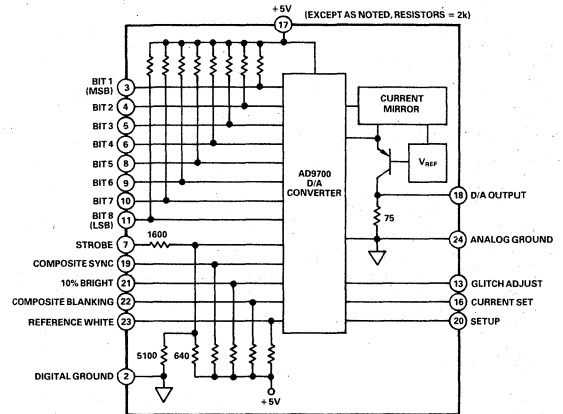 +5V
(EXCEPT AS NOTED, RESISTORS = 2k)
17
BIT 1
(MSB)
3
BIT 2
4
BIT 3
5
BIT 4
6
BIT 5
8
BIT 6
9
BIT 7
10
BIT 8
(LSB)
11
STROBE
7
1600
COMPOSITE SYNC
19
10% BRIGHT
21
COMPOSITE BLANKING
22
REFERENCE WHITE
23
5100
640
DIGITAL GROUND
2
+5V
AD9700
D/A
CONVERTER
CURRENT
MIRROR
VREF
18
D/A OUTPUT
75
24
ANALOG GROUND
13
GLITCH ADJUST
16
CURRENT SET
20
SETUP